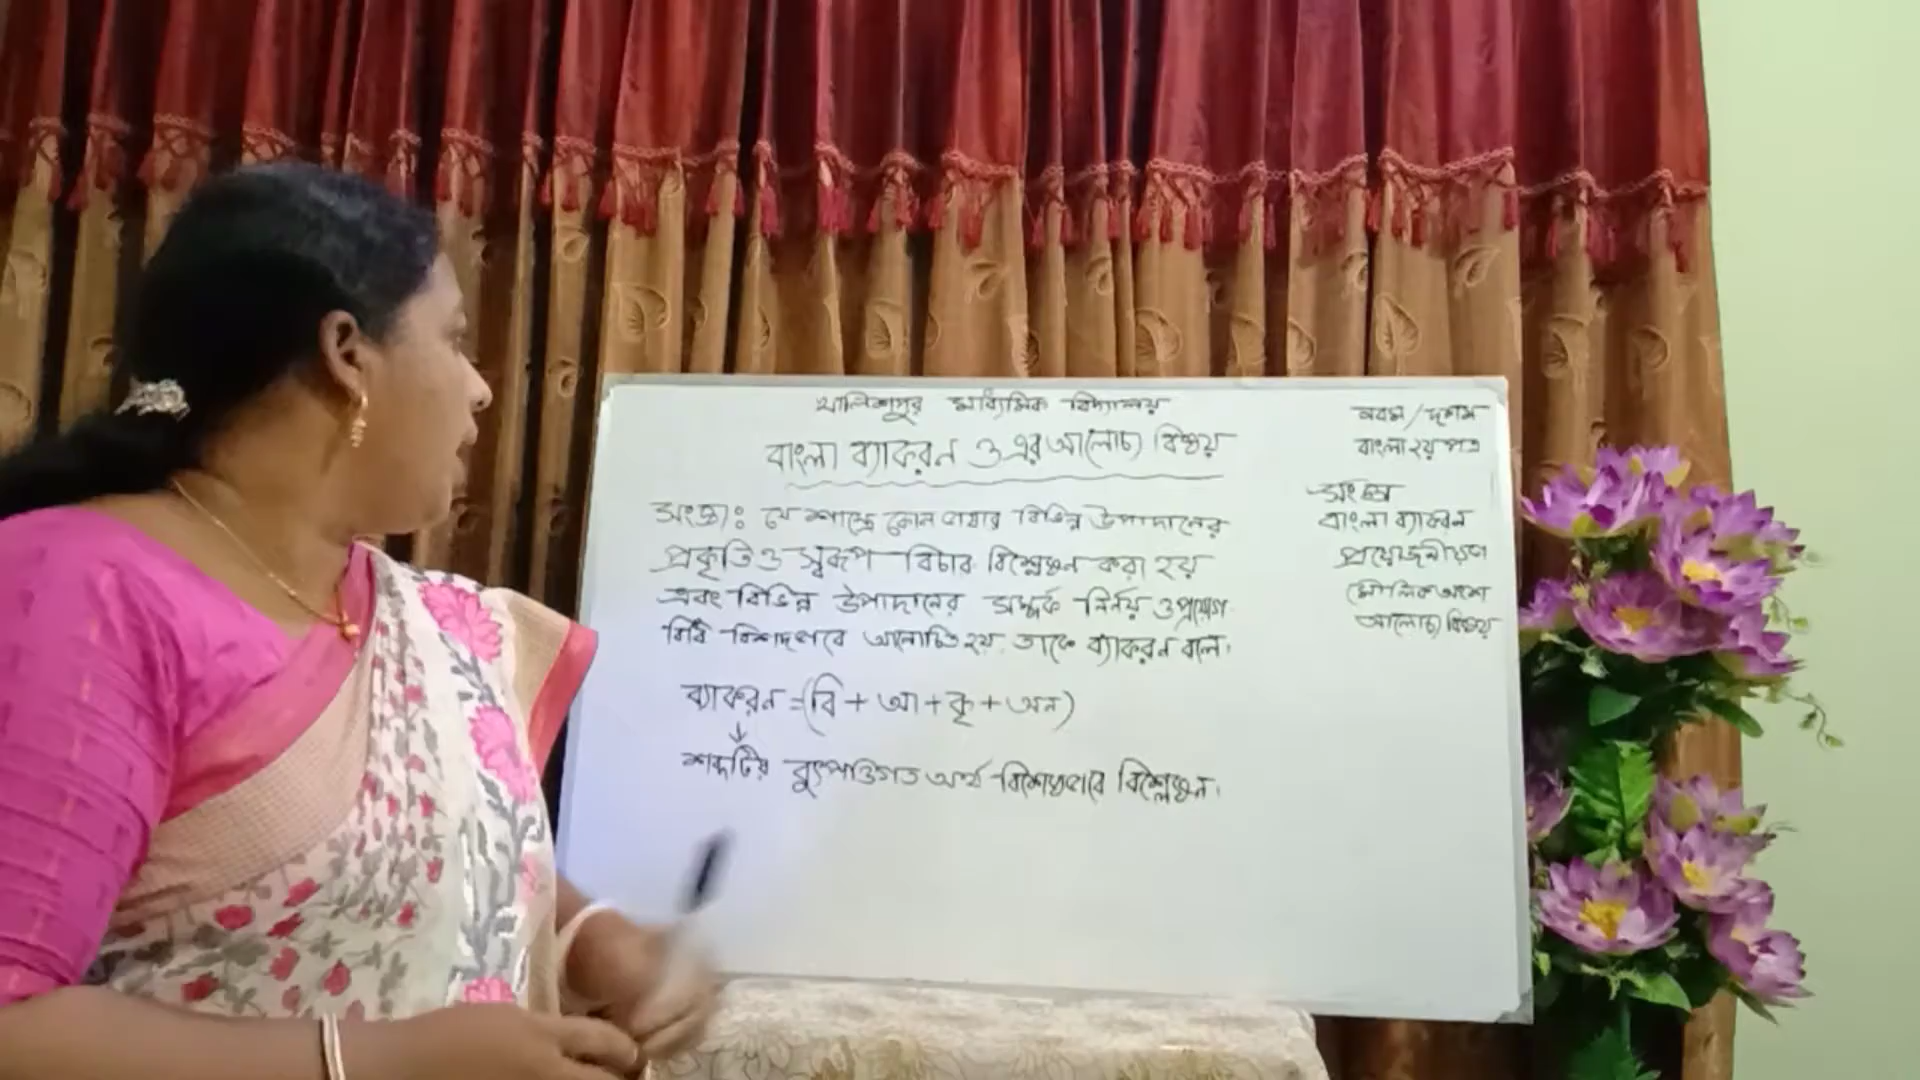 খালিশপুর মাধ্যমিক বিদ্যালয়
বাংলা ব্যাকরন ও এর আলোচ্য বিষয়
সংজ্ঞা: যে শাস্ত্রে কোন ভাষার বিভিন্ন উপাদানের
প্রকৃতি ও স্বরূপ বিচার বিশ্লেষন করা হয়
এবং বিভিন্ন উপাদানের সম্পর্ক নির্নয় ও প্রয়োগ
বিধি বিশদভাবে আলোচিত হয় তাকে ব্যাকরন বলে।
ব্যাকরন =(বি + আ + কৃ + অন)
↓
শব্দটির ব্যুৎপত্তিগত অর্থ বিশেষভাবে বিশ্লেষন।
নবম/দশম
বাংলা ২য় পত্র
সংজ্ঞা
বাংলা ব্যাকরন
প্রয়োজনীয়তা
মৌলিক অংশ
আলোচ্য বিষয়